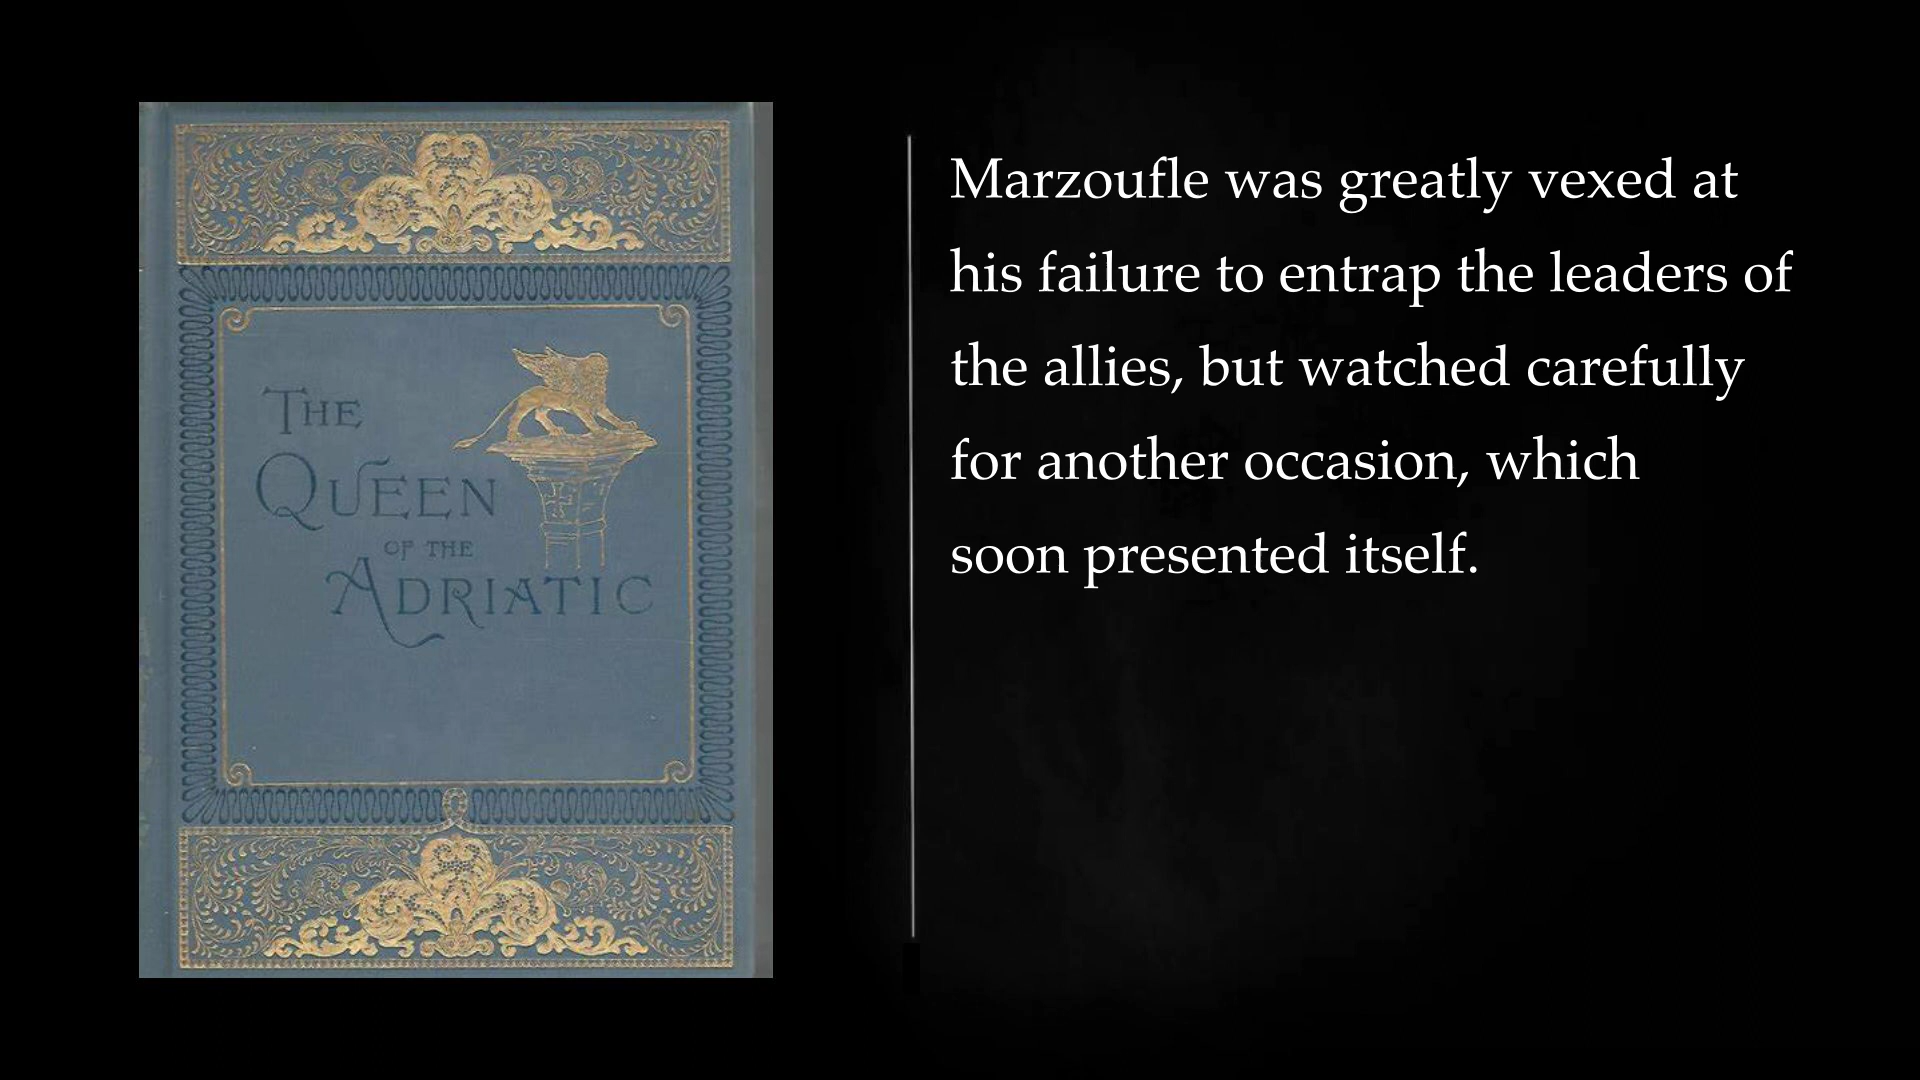 THE
QUEEN
OF THE
ADRIATIC
Marzoufle was greatly vexed at
his failure to entrap the leaders of
the allies, but watched carefully
for another occasion, which
soon presented itself.